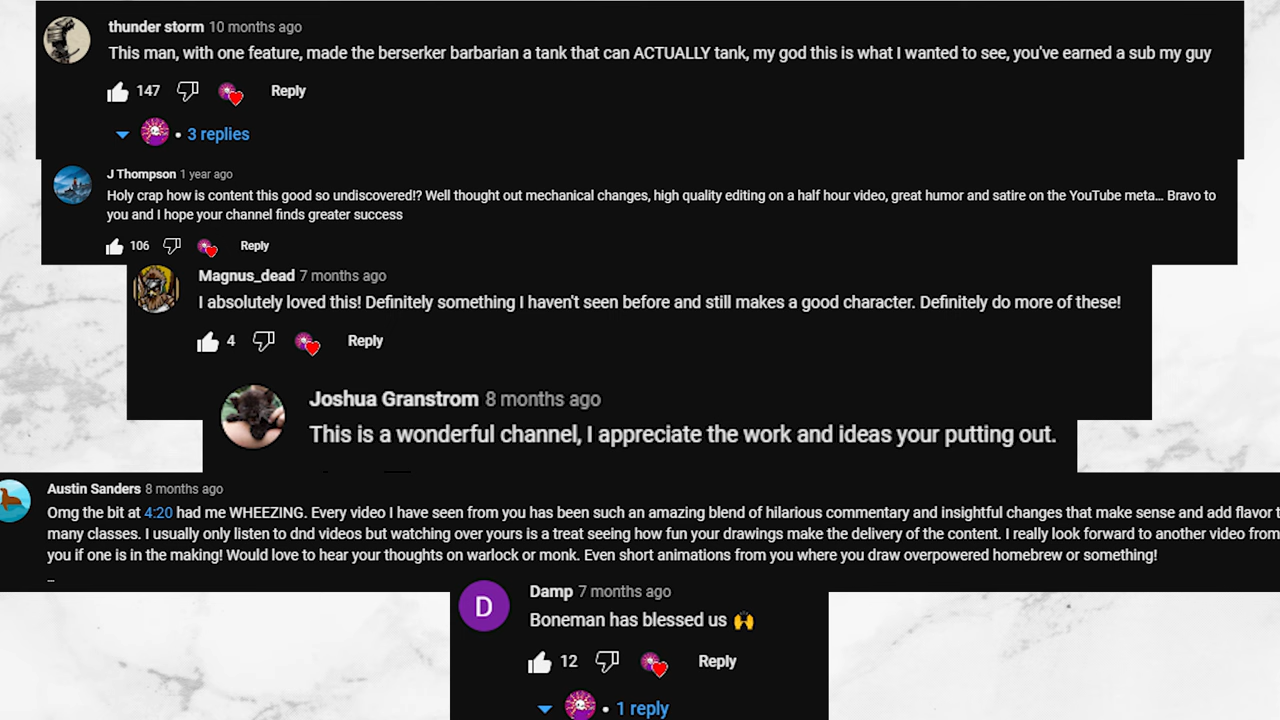 thunder storm 10 months ago
This man, with one feature, made the berserker barbarian a tank that can ACTUALLY tank, my god this is what I wanted to see, you've earned a sub my guy
147 Reply
• 3 replies
J Thompson 1 year ago
Holy crap how is content this good so undiscovered!? Well thought out mechanical changes, high quality editing on a half hour video, great humor and satire on the YouTube meta... Bravo to
you and I hope your channel finds greater success
106 Reply
Magnus_dead 7 months ago
I absolutely loved this! Definitely something I haven't seen before and still makes a good character. Definitely do more of these!
4 Reply
Joshua Granstrom 8 months ago
This is a wonderful channel, I appreciate the work and ideas your putting out.
Austin Sanders 8 months ago
Omg the bit at 4:20 had me WHEEZING. Every video I have seen from you has been such an amazing blend of hilarious commentary and insightful changes that make sense and add flavor t
many classes. I usually only listen to dnd videos but watching over yours is a treat seeing how fun your drawings make the delivery of the content. I really look forward to another video from
you if one is in the making! Would love to hear your thoughts on warlock or monk. Even short animations from you where you draw overpowered homebrew or something!
D
Damp 7 months ago
Boneman has blessed us 🙌
12 Reply
• 1 reply